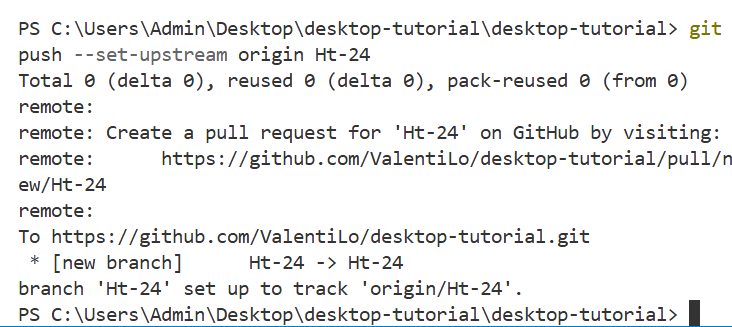 PS C:\Users\Admin\Desktop\desktop-tutorial\desktop-tutorial> git
push --set-upstream origin Ht-24
Total 0 (delta 0), reused 0 (delta 0), pack-reused 0 (from 0)
remote:
remote: Create a pull request for 'Ht-24' on GitHub by visiting:
remote:      https://github.com/ValentiLo/desktop-tutorial/pull/n
ew/Ht-24
remote:
To https://github.com/ValentiLo/desktop-tutorial.git
 * [new branch]      Ht-24 -> Ht-24
branch 'Ht-24' set up to track 'origin/Ht-24'.
PS C:\Users\Admin\Desktop\desktop-tutorial\desktop-tutorial>